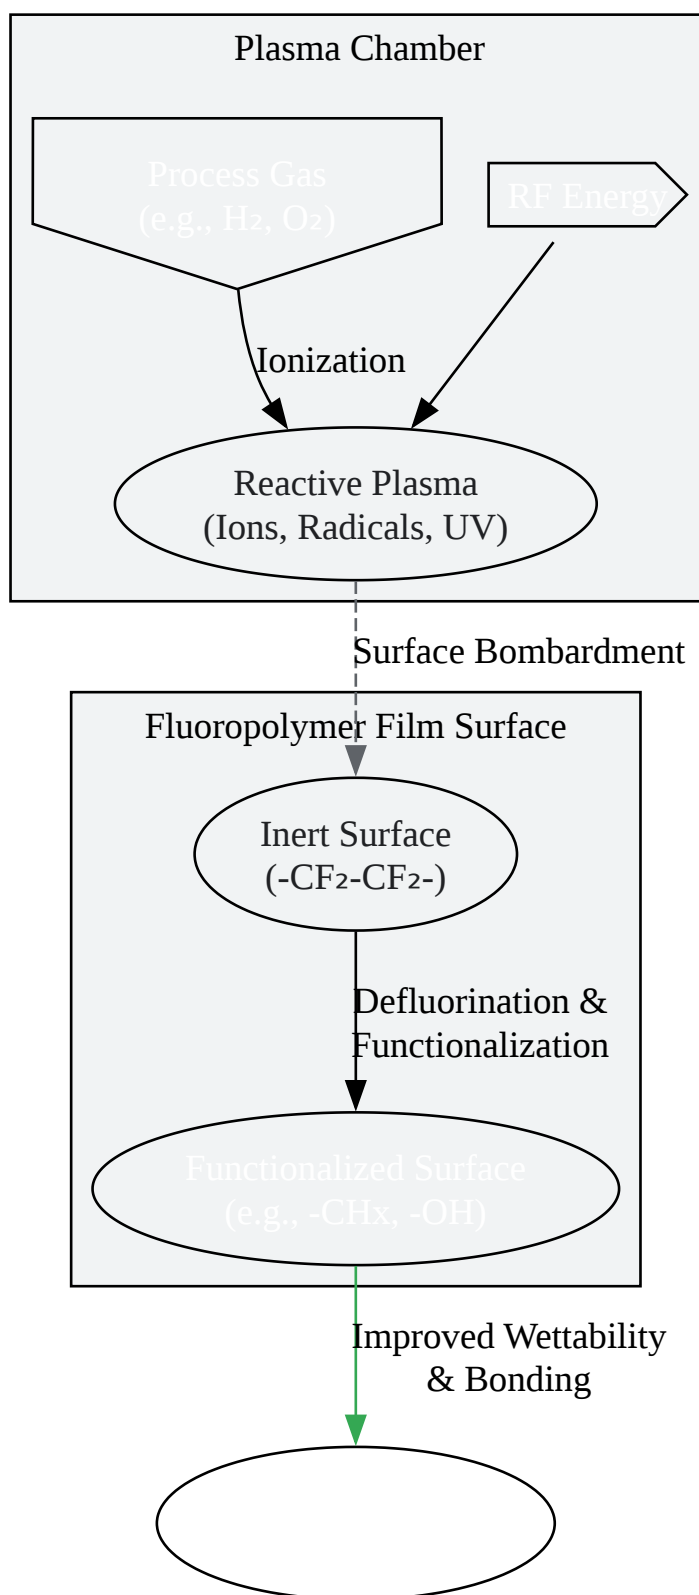 Plasma Chamber
Process Gas
(e.g., H₂, O₂)
RF Energy
Ionization
Reactive Plasma
(Ions, Radicals, UV)
Surface Bombardment
Fluoropolymer Film Surface
Inert Surface
(-CF₂-CF₂-)
Defluorination &
Functionalization
Functionalized Surface
(e.g., -CHx, -OH)
Improved Wettability
& Bonding